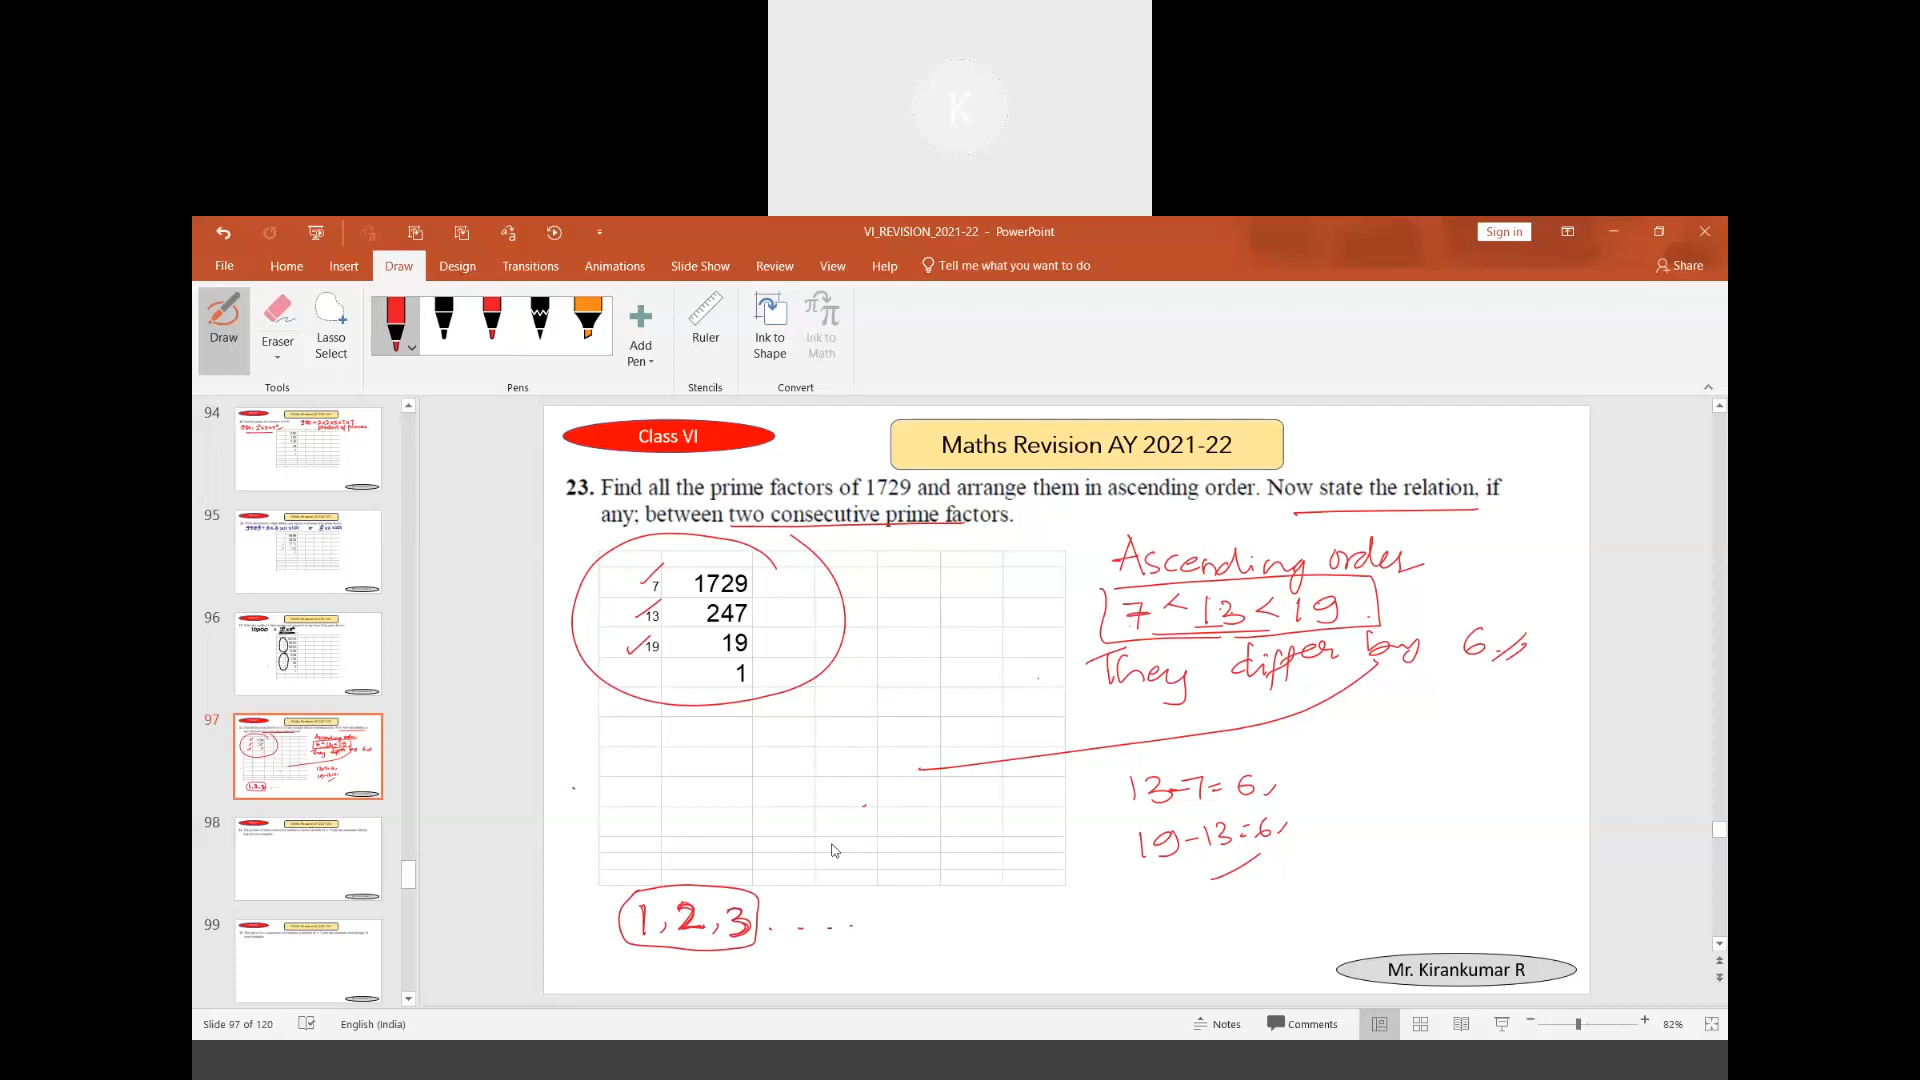 K
VI_REVISION_2021-22 - PowerPoint
Sign in
File Home Insert Draw Design Transitions Animations Slide Show Review View Help Tell me what you want to do Share
Draw
Eraser
Lasso Select
Add Pen
Ruler
Ink to Shape
Ink to Math
Tools
Pens
Stencils
Convert
94
95
96
97
98
99
Class VI
Maths Revision AY 2021-22
23. Find all the prime factors of 1729 and arrange them in ascending order. Now state the relation, if
any; between two consecutive prime factors.
7 1729
13 247
19 19
1
Ascending order
7 < 13 < 19
They differ by 6
13-7=6
19-13=6
1, 2, 3 . . . .
Mr. Kirankumar R
Slide 97 of 120
English (India)
Notes
Comments
82%